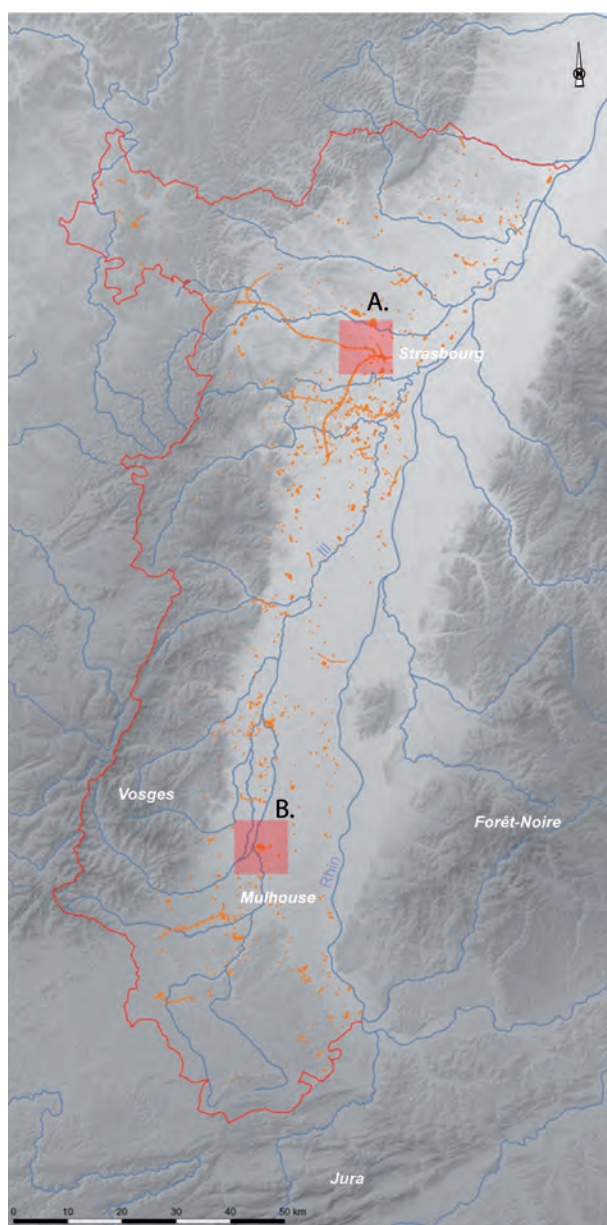 N
A.
Strasbourg
Ill
Vosges
B.
Forêt-Noire
Rhin
Mulhouse
Jura
0 10 20 30 40 50 km